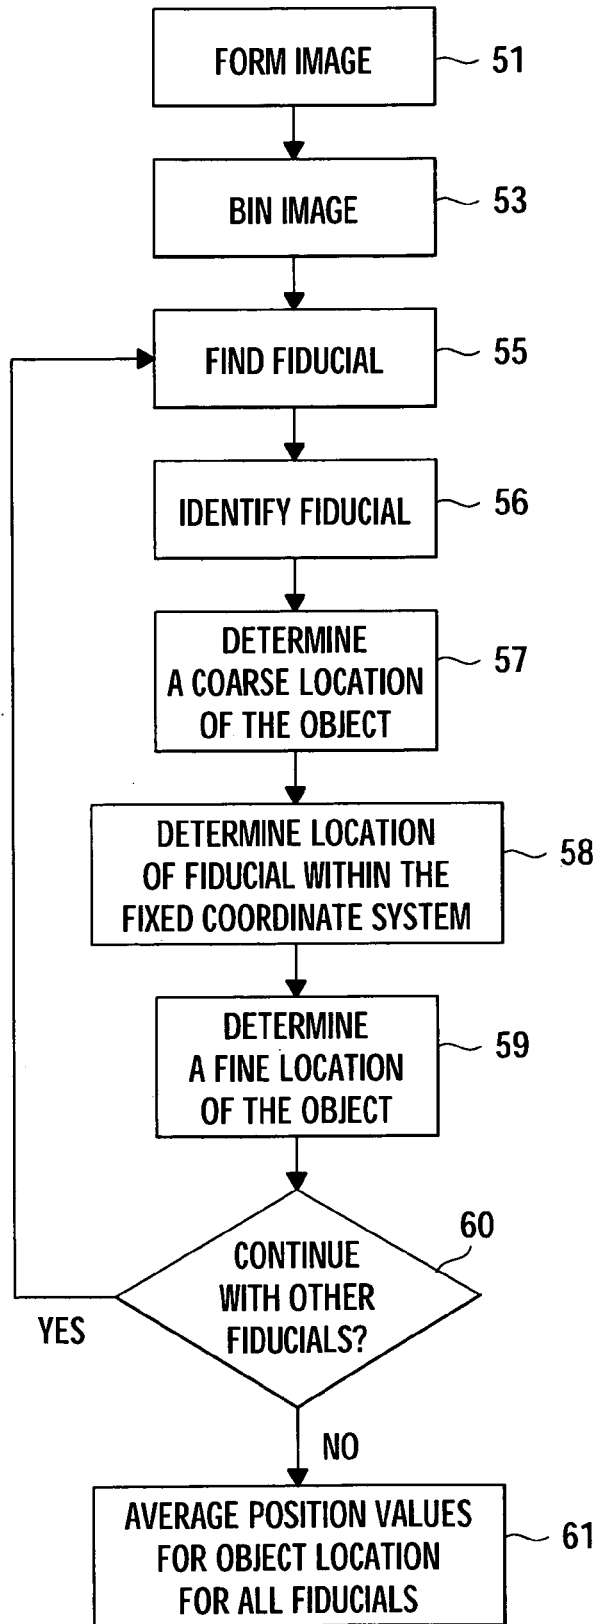 FORM IMAGE
51
BIN IMAGE
53
FIND FIDUCIAL
55
IDENTIFY FIDUCIAL
56
DETERMINE
A COARSE LOCATION
OF THE OBJECT
57
DETERMINE LOCATION
OF FIDUCIAL WITHIN THE
FIXED COORDINATE SYSTEM
58
DETERMINE
A FINE LOCATION
OF THE OBJECT
59
CONTINUE
WITH OTHER
FIDUCIALS?
60
YES
NO
AVERAGE POSITION VALUES
FOR OBJECT LOCATION
FOR ALL FIDUCIALS
61